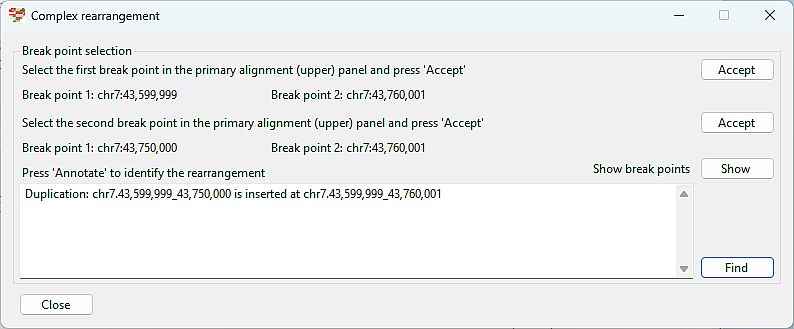 Complex rearrangement
Break point selection
Select the first break point in the primary alignment (upper) panel and press 'Accept'
Accept
Break point 1: chr7:43,599,999 Break point 2: chr7:43,760,001
Select the second break point in the primary alignment (upper) panel and press 'Accept'
Accept
Break point 1: chr7:43,750,000 Break point 2: chr7:43,760,001
Press 'Annotate' to identify the rearrangement
Show break points Show
Duplication: chr7.43,599,999_43,750,000 is inserted at chr7.43,599,999_43,760,001
Find
Close